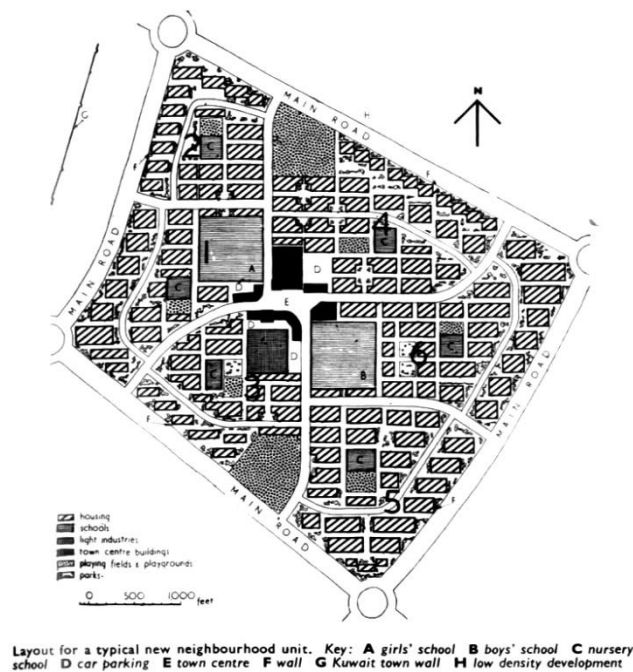 N
MAIN ROAD
H
G
F
F
C
4
C
A
D
D
MAIN ROAD
C
E
D
D
6
C
C
3
B
MAIN ROAD
F
C
5
F
MAIN ROAD
housing
schools
light industries
town centre buildings
playing fields & playgrounds
parks
0 500 1000 feet
Layout for a typical new neighbourhood unit. Key: A girls' school B boys' school C nursery
school D car parking E town centre F wall G Kuwait town wall H low density development